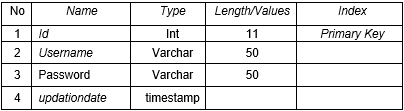 No Name Type Length/Values Index
1 Id Int 11 Primary Key
2 Username Varchar 50
3 Password Varchar 50
4 updationdate timestamp